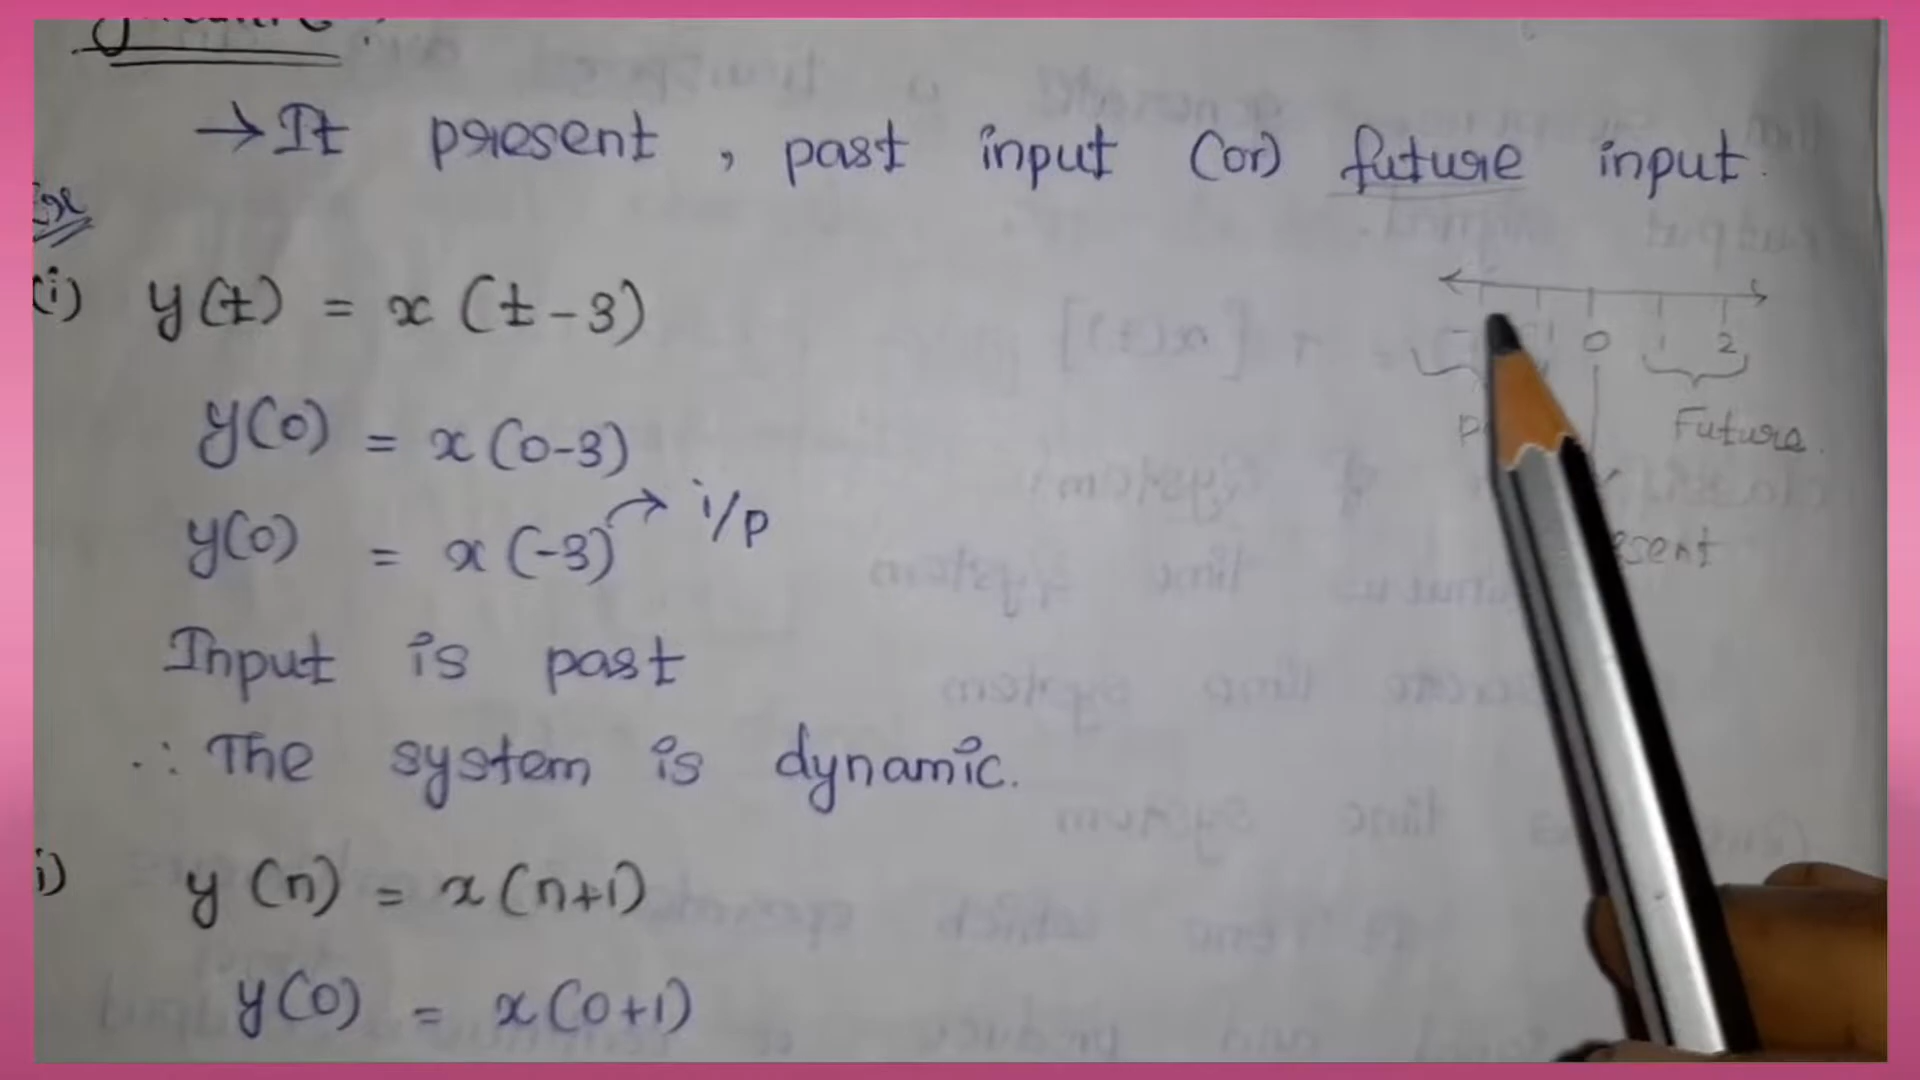 → It present, past input (or) future input.
Ex
(i) y(t) = x(t-3)
0 1 2
y(0) = x(0-3)
Future.
y(0) = x(-3) → i/p
Input is past
∴ The system is dynamic.
i) y(n) = x(n+1)
y(0) = x(0+1)